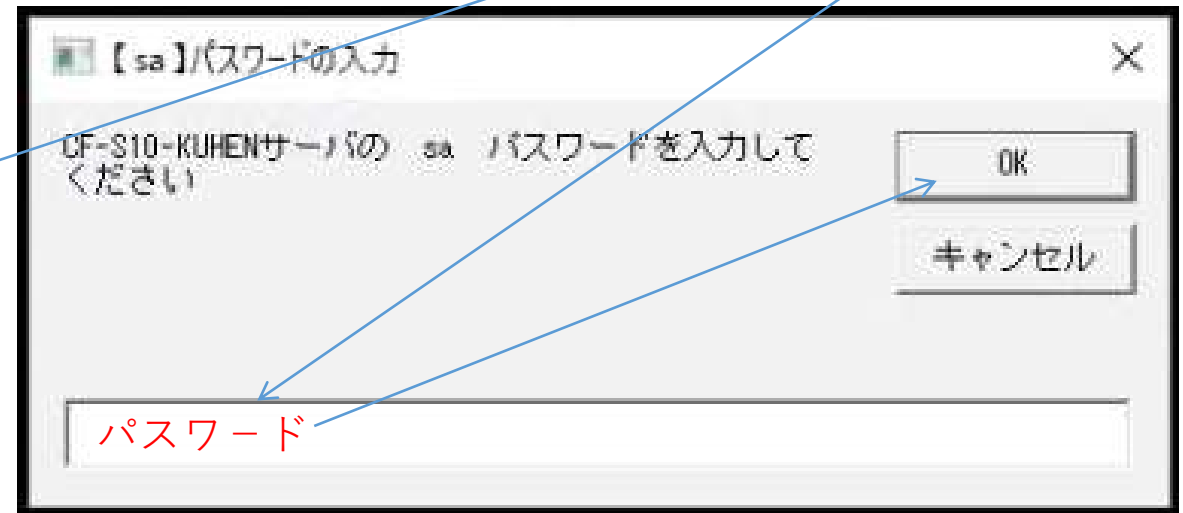 【sa】パスワードの入力
CF-S10-KUHENサーバの sa パスワードを入力して
ください
OK
キャンセル
パスワード